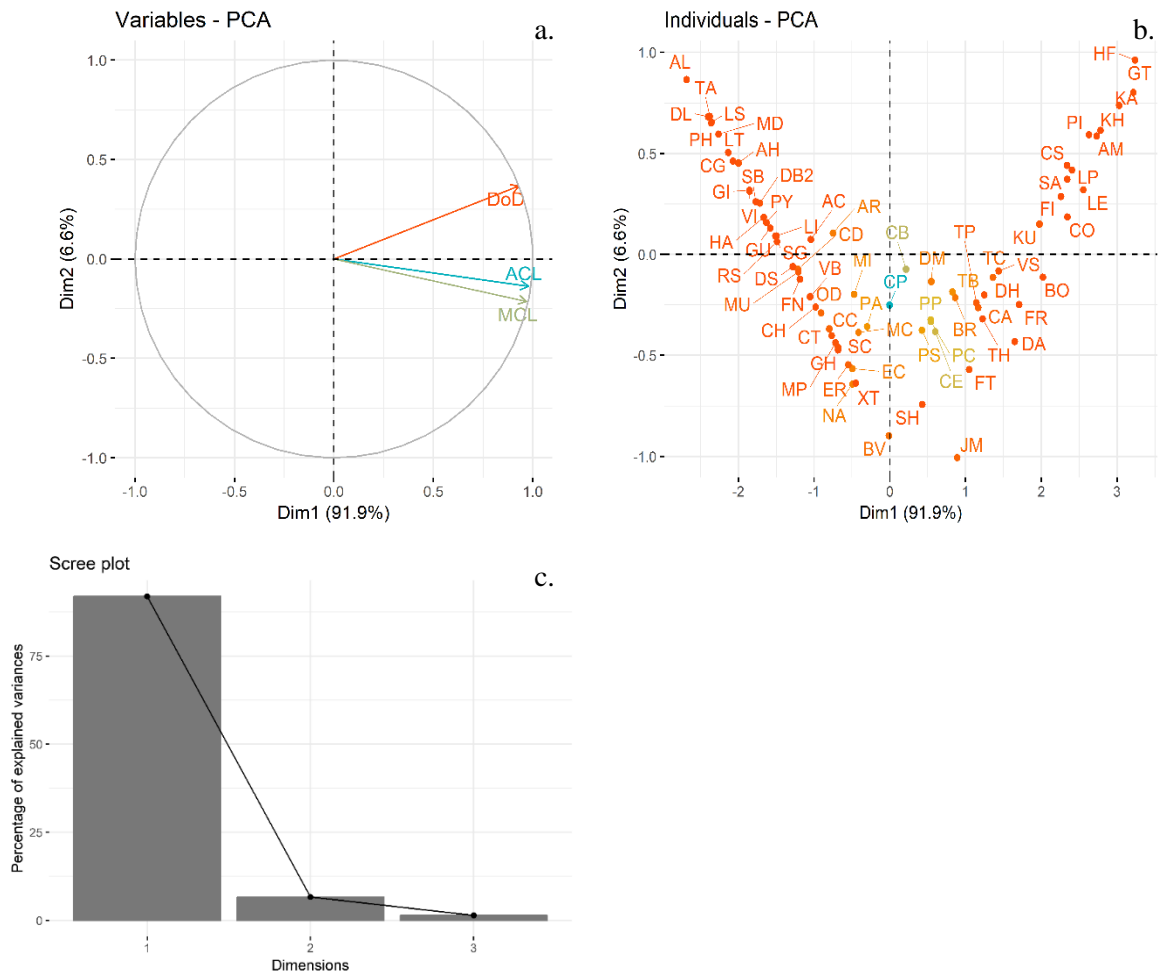 Variables - PCA
a.
1.0
0.5
0.0
-0.5
-1.0
Dim2 (6.6%)
DoD
ACL
MCL
-1.0 -0.5 0.0 0.5 1.0
Dim1 (91.9%)
Individuals - PCA
b.
1.0
0.5
0.0
-0.5
-1.0
Dim2 (6.6%)
HF
AL
GT
TA
KA
DL LS
PI KH
MD
PH LT
AM
AH
CS
CG
SB DB2
LP
SA
GI
LE
PY AC AR
VI
FI
LI CD CB
TP
CO
HA
KU
GU
SG
DM
TC VS
RS
DS VB MI
TB
BO
CP
DH
MU
FN OD
PA
PP
CA FR
CH
CC MC
BR
CT SC
PS PC
TH
DA
GH
EC
CE
FT
MP ER
XT
NA
SH
BV
JM
-2 -1 0 1 2 3
Dim1 (91.9%)
Scree plot
c.
75
50
25
0
Percentage of explained variances
1 2 3
Dimensions